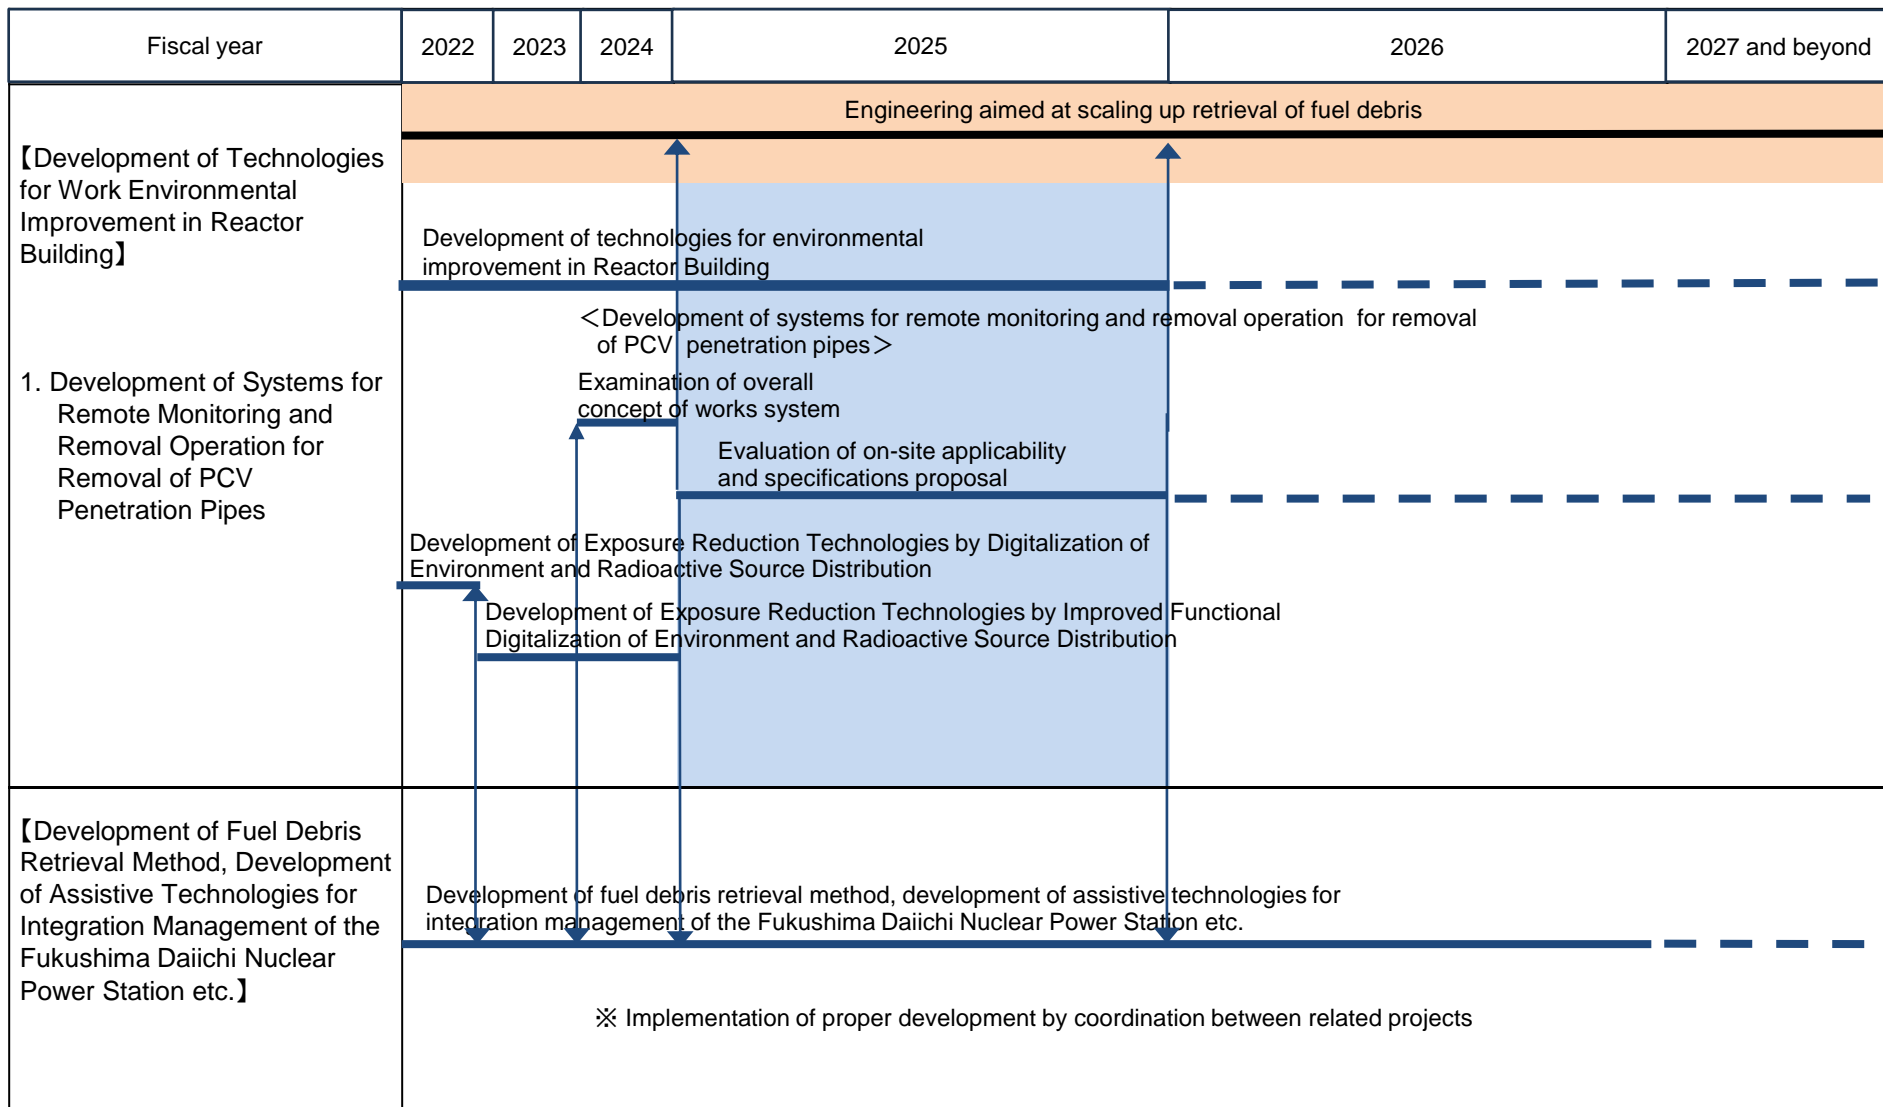 Fiscal year
2022
2023
2024
2025
2026
2027 and beyond
Engineering aimed at scaling up retrieval of fuel debris
【Development of Technologies
for Work Environmental
Improvement in Reactor
Building】
Development of technologies for environmental
improvement in Reactor Building
＜Development of systems for remote monitoring and removal operation for removal
of PCV penetration pipes＞
1. Development of Systems for
Remote Monitoring and
Removal Operation for
Removal of PCV
Penetration Pipes
Examination of overall
concept of works system
Evaluation of on-site applicability
and specifications proposal
Development of Exposure Reduction Technologies by Digitalization of
Environment and Radioactive Source Distribution
Development of Exposure Reduction Technologies by Improved Functional
Digitalization of Environment and Radioactive Source Distribution
【Development of Fuel Debris
Retrieval Method, Development
of Assistive Technologies for
Integration Management of the
Fukushima Daiichi Nuclear
Power Station etc.】
Development of fuel debris retrieval method, development of assistive technologies for
integration management of the Fukushima Daiichi Nuclear Power Station etc.
※ Implementation of proper development by coordination between related projects